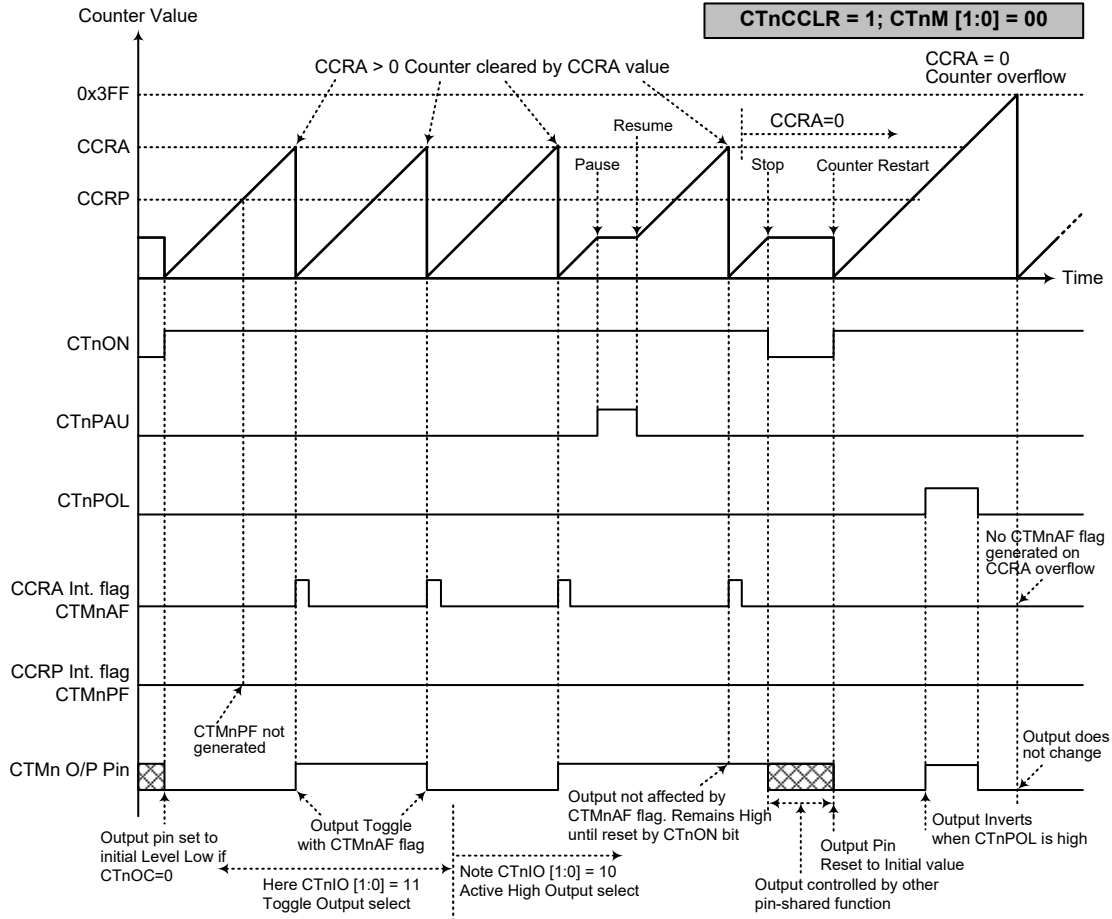 Counter Value
CTnCCLR = 1; CTnM [1:0] = 00
CCRA > 0 Counter cleared by CCRA value
CCRA = 0
Counter overflow
0x3FF
CCRA=0
Resume
CCRA
Pause
Stop
Counter Restart
CCRP
Time
CTnON
CTnPAU
CTnPOL
No CTMnAF flag
generated on
CCRA overflow
CCRA Int. flag
CTMnAF
CCRP Int. flag
CTMnPF
CTMnPF not
generated
Output does
not change
CTMn O/P Pin
Output pin set to
initial Level Low if
CTnOC=0
Output Toggle
with CTMnAF flag
Here CTnIO [1:0] = 11
Toggle Output select
Note CTnIO [1:0] = 10
Active High Output select
Output not affected by
CTMnAF flag. Remains High
until reset by CTnON bit
Output Pin
Reset to Initial value
Output controlled by other
pin-shared function
Output Inverts
when CTnPOL is high